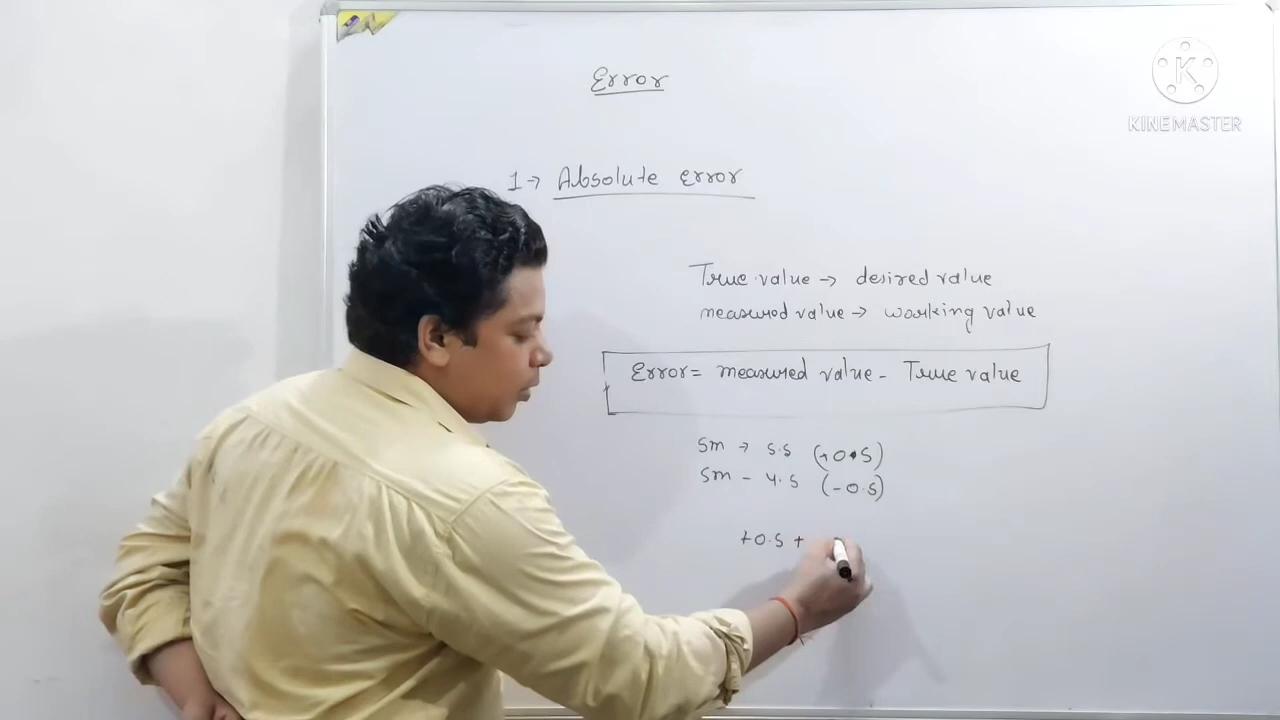 Error
K
KINEMASTER
1→ Absolute error
True value → desired value
measured value → working value
Error = measured value - True value
5m → 5.5 (+0.5)
5m - 4.5 (-0.5)
+0.5 +